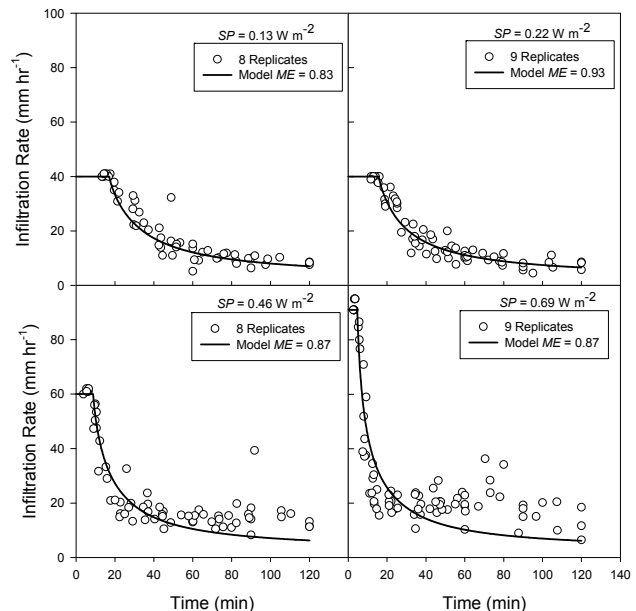 SP = 0.13 W m⁻²
8 Replicates
Model ME = 0.83
SP = 0.22 W m⁻²
9 Replicates
Model ME = 0.93
Infiltration Rate (mm hr⁻¹)
100
80
60
40
20
0
SP = 0.46 W m⁻²
8 Replicates
Model ME = 0.87
SP = 0.69 W m⁻²
9 Replicates
Model ME = 0.87
Infiltration Rate (mm hr⁻¹)
80
60
40
20
0
0 20 40 60 80 100 120
0 20 40 60 80 100 120 140
Time (min)
Time (min)